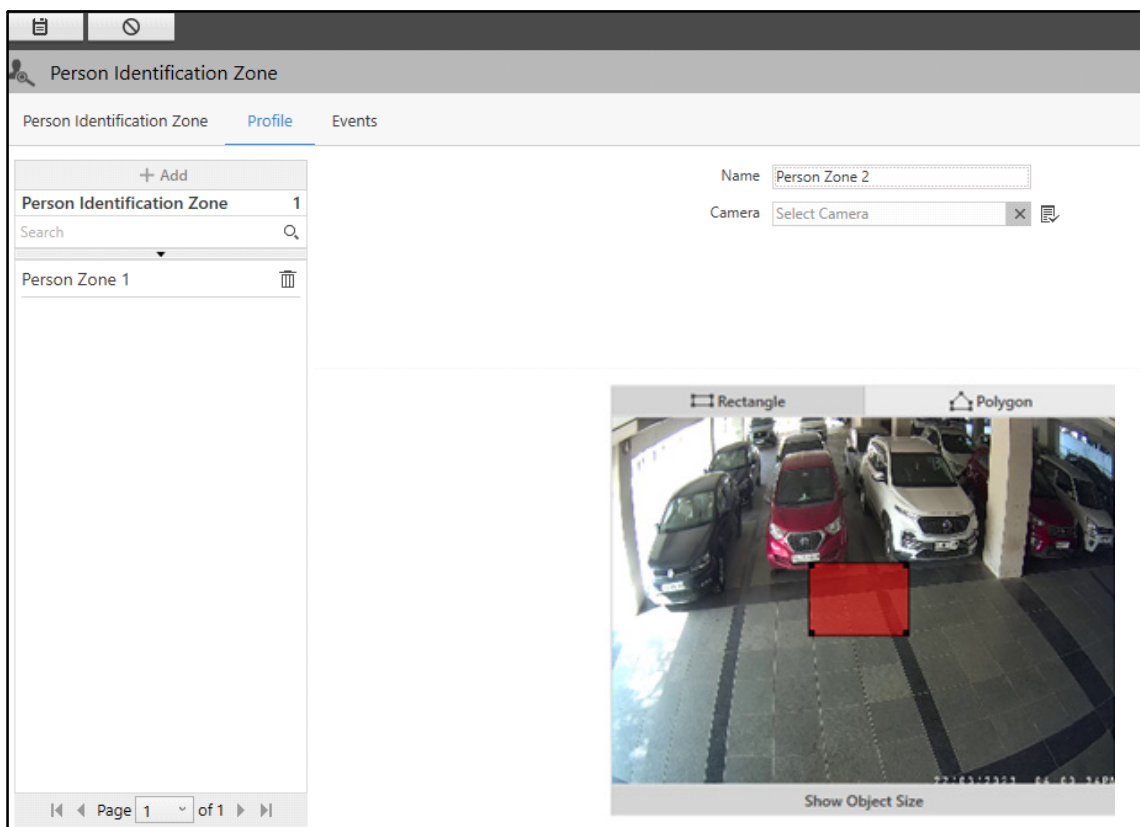 Person Identification Zone
Person Identification Zone Profile Events
+ Add
Person Identification Zone 1
Search
Person Zone 1
Name Person Zone 2
Camera Select Camera
Rectangle Polygon
Show Object Size
Page 1 of 1